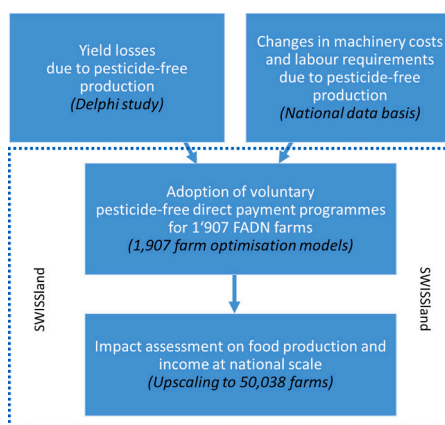 Yield losses
due to pesticide-free
production
(Delphi study)
Changes in machinery costs
and labour requirements
due to pesticide-free
production
(National data basis)
Adoption of voluntary
pesticide-free direct payment programmes
for 1'907 FADN farms
(1,907 farm optimisation models)
SWISSland
SWISSland
Impact assessment on food production and
income at national scale
(Upscaling to 50,038 farms)